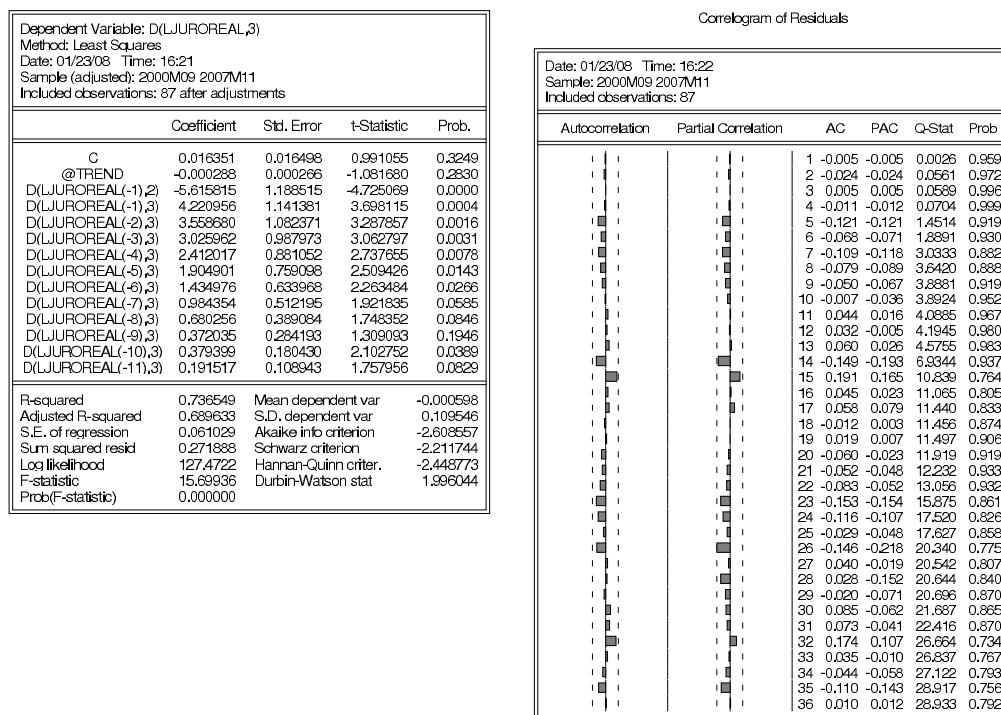 Dependent Variable: D(LJUROREAL,3)
Method: Least Squares
Date: 01/23/08 Time: 16:21
Sample (adjusted): 2000M09 2007M11
Included observations: 87 after adjustments
Coefficient Std. Error t-Statistic Prob.
C 0.016351 0.016498 0.991055 0.3249
@TREND -0.000288 0.000266 -1.081680 0.2830
D(LJUROREAL(-1),2) -5.615815 1.188515 -4.725069 0.0000
D(LJUROREAL(-1),3) 4.220956 1.141381 3.698115 0.0004
D(LJUROREAL(-2),3) 3.558680 1.082371 3.287857 0.0016
D(LJUROREAL(-3),3) 3.025962 0.987973 3.062797 0.0031
D(LJUROREAL(-4),3) 2.412017 0.881052 2.737655 0.0078
D(LJUROREAL(-5),3) 1.904901 0.759098 2.509426 0.0143
D(LJUROREAL(-6),3) 1.434976 0.633968 2.263484 0.0266
D(LJUROREAL(-7),3) 0.984354 0.512195 1.921835 0.0585
D(LJUROREAL(-8),3) 0.680256 0.389084 1.748352 0.0846
D(LJUROREAL(-9),3) 0.372035 0.284193 1.309093 0.1946
D(LJUROREAL(-10),3) 0.379399 0.180430 2.102752 0.0389
D(LJUROREAL(-11),3) 0.191517 0.108943 1.757956 0.0829
R-squared 0.736549 Mean dependent var -0.000598
Adjusted R-squared 0.689633 S.D. dependent var 0.109546
S.E. of regression 0.061029 Akaike info criterion -2.608557
Sum squared resid 0.271888 Schwarz criterion -2.211744
Log likelihood 127.4722 Hannan-Quinn criter. -2.448773
F-statistic 15.69936 Durbin-Watson stat 1.996044
Prob(F-statistic) 0.000000
Correlogram of Residuals
Date: 01/23/08 Time: 16:22
Sample: 2000M09 2007M11
Included observations: 87
Autocorrelation Partial Correlation AC PAC Q-Stat Prob
1 -0.005 -0.005 0.0026 0.959
2 -0.024 -0.024 0.0561 0.972
3 0.005 0.005 0.0589 0.996
4 -0.011 -0.012 0.0704 0.999
5 -0.121 -0.121 1.4514 0.919
6 -0.068 -0.071 1.8891 0.930
7 -0.109 -0.118 3.0333 0.882
8 -0.079 -0.089 3.6420 0.888
9 -0.050 -0.067 3.8881 0.919
10 -0.007 -0.036 3.8924 0.952
11 0.044 0.016 4.0885 0.967
12 0.032 -0.005 4.1945 0.980
13 0.060 0.026 4.5755 0.983
14 -0.149 -0.193 6.9344 0.937
15 0.191 0.165 10.839 0.764
16 0.045 0.023 11.065 0.805
17 0.058 0.079 11.440 0.833
18 -0.012 0.003 11.456 0.874
19 0.019 0.007 11.497 0.906
20 -0.060 -0.023 11.919 0.919
21 -0.052 -0.048 12.232 0.933
22 -0.083 -0.052 13.056 0.932
23 -0.153 -0.154 15.875 0.861
24 -0.116 -0.107 17.520 0.826
25 -0.029 -0.048 17.627 0.858
26 -0.146 -0.218 20.340 0.775
27 0.040 -0.019 20.542 0.807
28 0.028 -0.152 20.644 0.840
29 -0.020 -0.071 20.696 0.870
30 0.085 -0.062 21.687 0.865
31 0.073 -0.041 22.416 0.870
32 0.174 0.107 26.664 0.734
33 0.035 -0.010 26.837 0.767
34 -0.044 -0.058 27.122 0.793
35 -0.110 -0.143 28.917 0.756
36 0.010 0.012 28.933 0.792